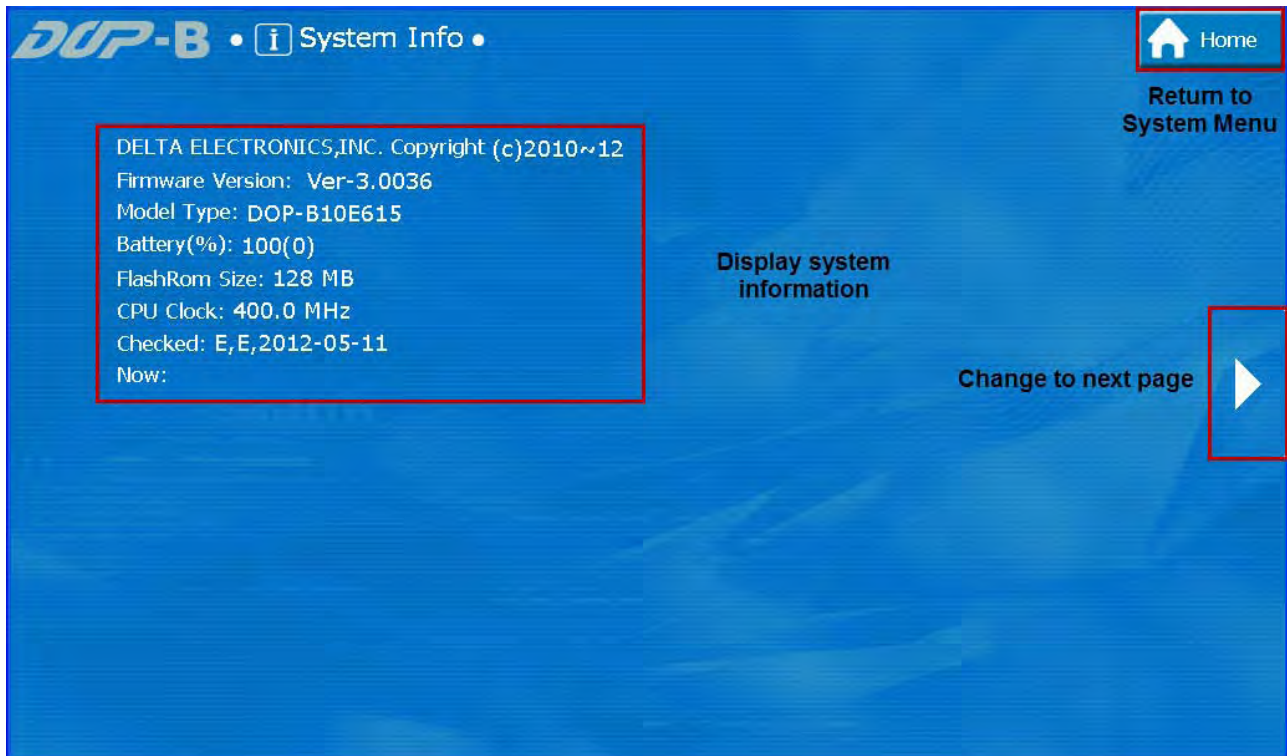 DOP-B • i System Info •
Home
Return to
System Menu
DELTA ELECTRONICS,INC. Copyright (c)2010~12
Firmware Version: Ver-3.0036
Model Type: DOP-B10E615
Battery(%): 100(0)
FlashRom Size: 128 MB
CPU Clock: 400.0 MHz
Checked: E,E,2012-05-11
Now:
Display system
information
Change to next page